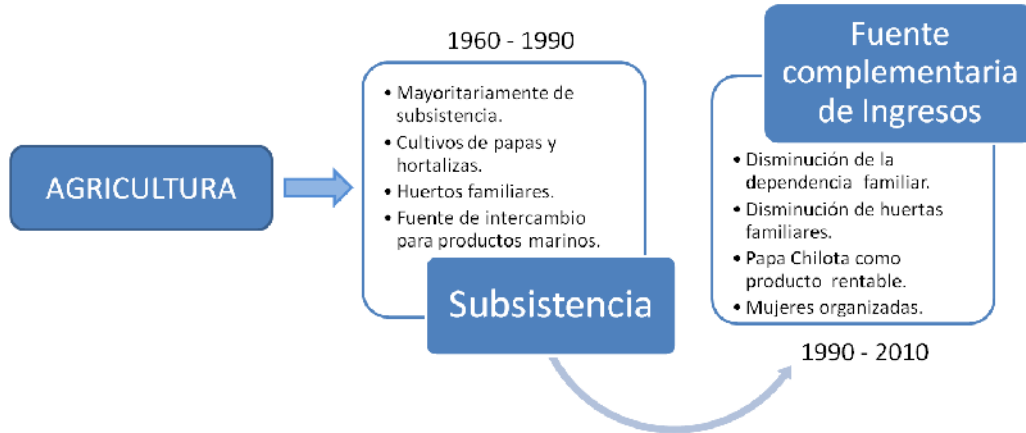 AGRICULTURA
1960 - 1990
• Mayoritariamente de
subsistencia.
• Cultivos de papas y
hortalizas.
• Huertos familiares.
• Fuente de intercambio
para productos marinos.
Subsistencia
Fuente
complementaria
de Ingresos
• Disminución de la
dependencia familiar.
• Disminución de huertas
familiares.
• Papa Chilota como
producto rentable.
• Mujeres organizadas.
1990 - 2010